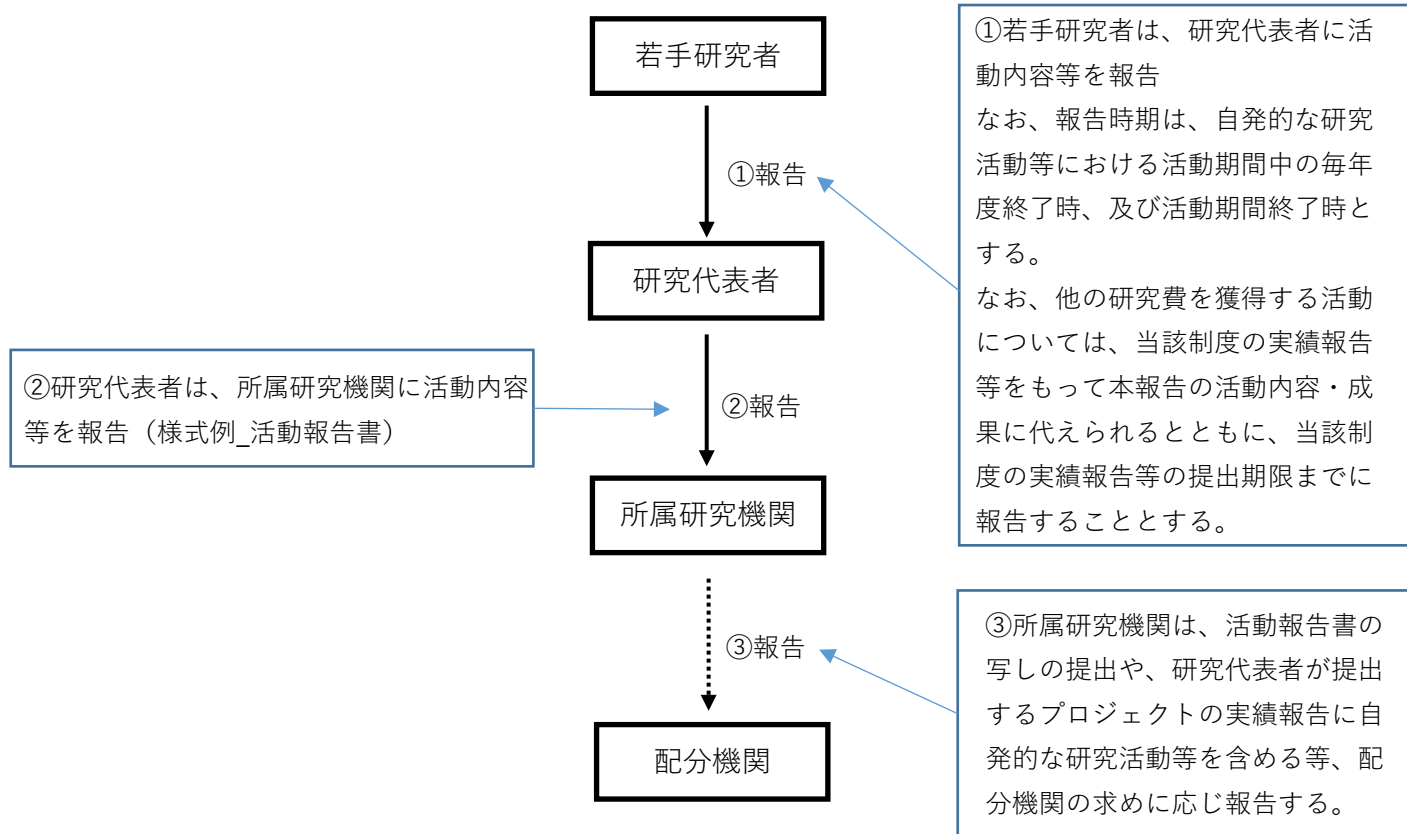 若手研究者
①報告
①若手研究者は、研究代表者に活
動内容等を報告
なお、報告時期は、自発的な研究
活動等における活動期間中の毎年
度終了時、及び活動期間終了時と
する。
なお、他の研究費を獲得する活動
については、当該制度の実績報告
等をもって本報告の活動内容・成
果に代えられるとともに、当該制
度の実績報告等の提出期限までに
報告することとする。
研究代表者
②報告
②研究代表者は、所属研究機関に活動内容
等を報告（様式例_活動報告書）
所属研究機関
③報告
③所属研究機関は、活動報告書の
写しの提出や、研究代表者が提出
するプロジェクトの実績報告に自
発的な研究活動等を含める等、配
分機関の求めに応じ報告する。
配分機関